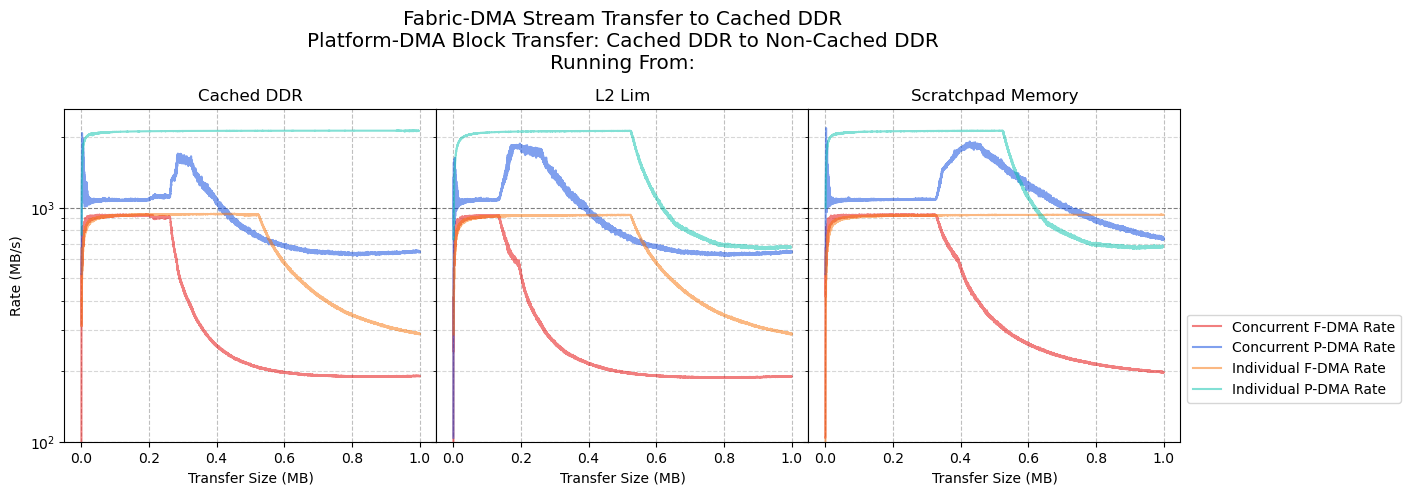 Fabric-DMA Stream Transfer to Cached DDR
Platform-DMA Block Transfer: Cached DDR to Non-Cached DDR
Running From:
Cached DDR
L2 Lim
Scratchpad Memory
Rate (MB/s)
10³
10²
0.0 0.2 0.4 0.6 0.8 1.0
0.0 0.2 0.4 0.6 0.8 1.0
0.0 0.2 0.4 0.6 0.8 1.0
Transfer Size (MB)
Transfer Size (MB)
Transfer Size (MB)
Concurrent F-DMA Rate
Concurrent P-DMA Rate
Individual F-DMA Rate
Individual P-DMA Rate